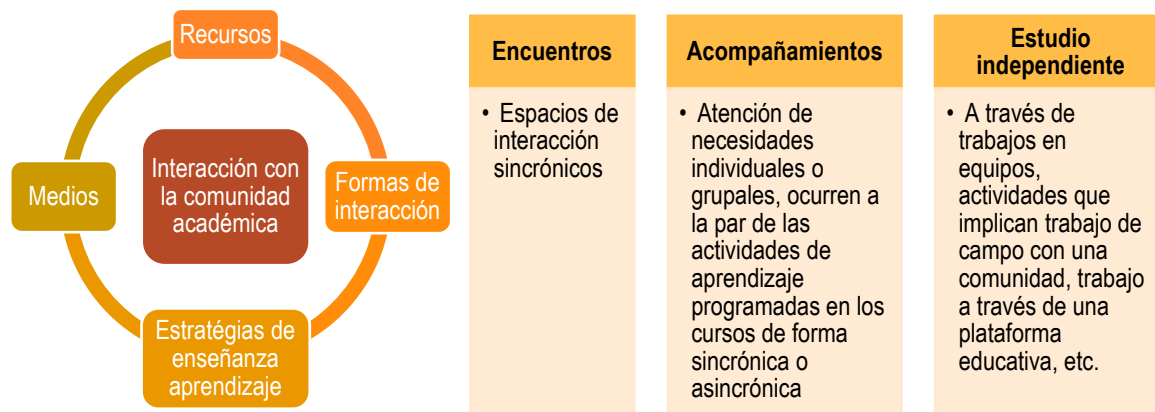 Recursos
Interacción con
la comunidad
académica
Medios
Formas de
interacción
Estratégias de
enseñanza
aprendizaje
Encuentros
• Espacios de
interacción
sincrónicos
Acompañamientos
• Atención de
necesidades
individuales o
grupales, ocurren a
la par de las
actividades de
aprendizaje
programadas en los
cursos de forma
sincrónica o
asincrónica
Estudio
independiente
• A través de
trabajos en
equipos,
actividades que
implican trabajo de
campo con una
comunidad, trabajo
a través de una
plataforma
educativa, etc.